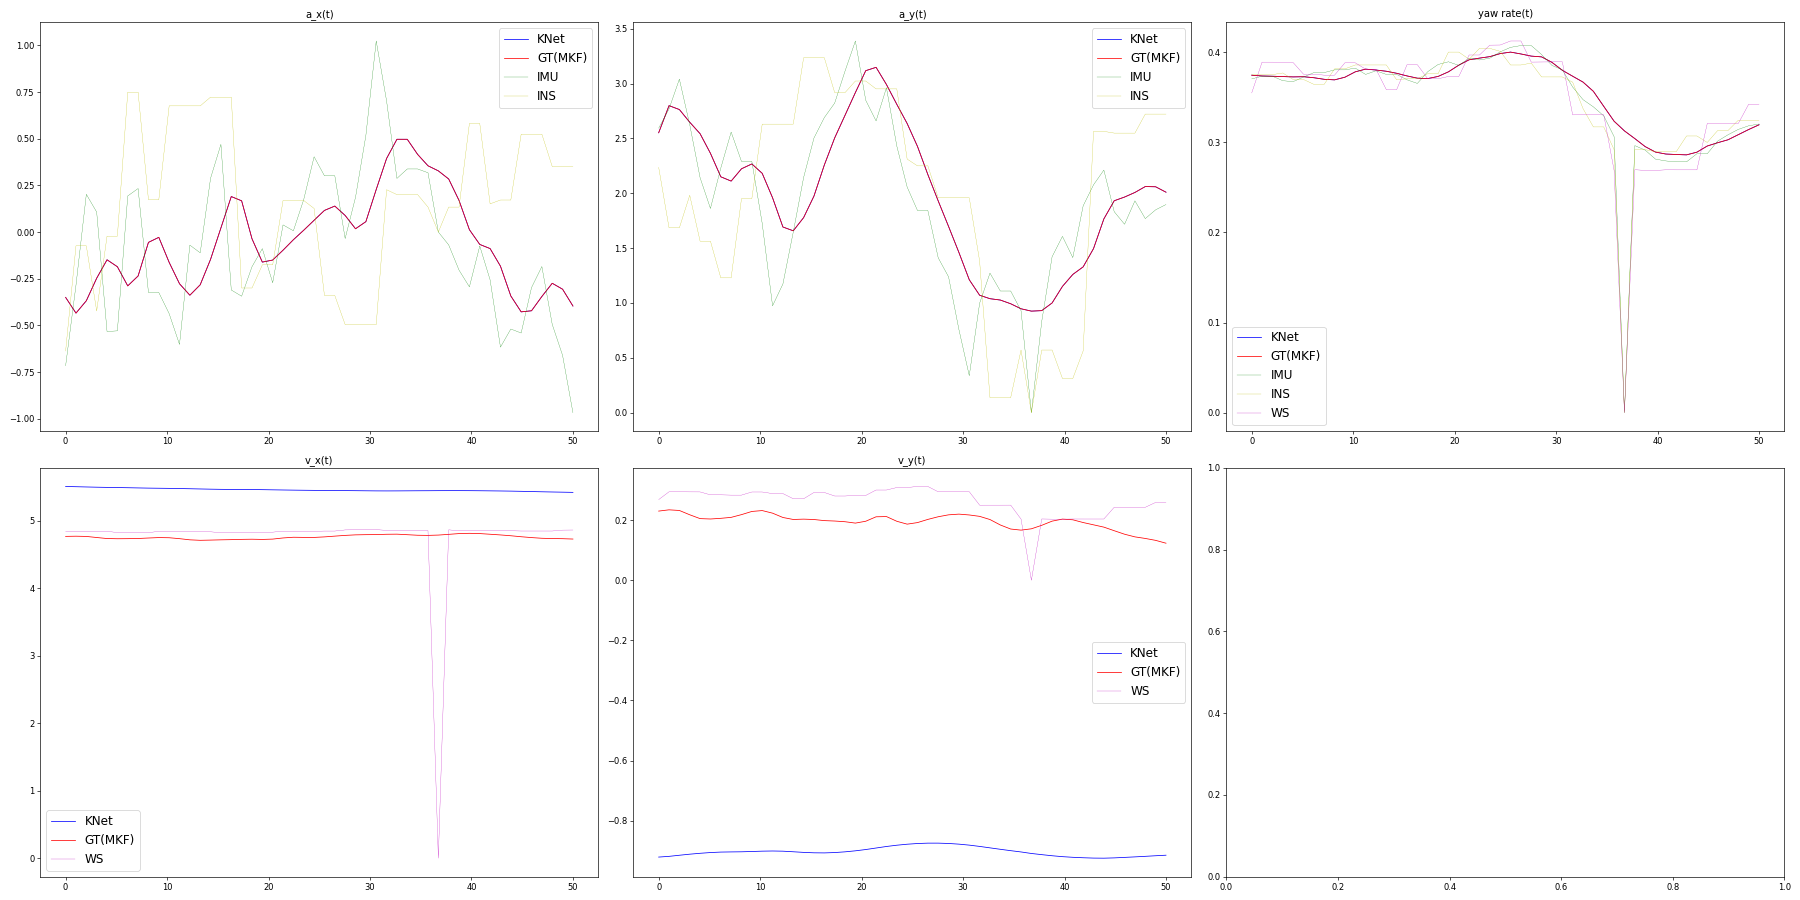 a_x(t)
1.00
0.75
0.50
0.25
0.00
−0.25
−0.50
−0.75
−1.00
0 10 20 30 40 50
KNet
GT(MKF)
IMU
INS
a_y(t)
3.5
3.0
2.5
2.0
1.5
1.0
0.5
0.0
0 10 20 30 40 50
KNet
GT(MKF)
IMU
INS
yaw rate(t)
0.4
0.3
0.2
0.1
0.0
0 10 20 30 40 50
KNet
GT(MKF)
IMU
INS
WS
v_x(t)
5
4
3
2
1
0
0 10 20 30 40 50
KNet
GT(MKF)
WS
v_y(t)
0.2
0.0
−0.2
−0.4
−0.6
−0.8
0 10 20 30 40 50
KNet
GT(MKF)
WS
1.0
0.8
0.6
0.4
0.2
0.0
0.0 0.2 0.4 0.6 0.8 1.0